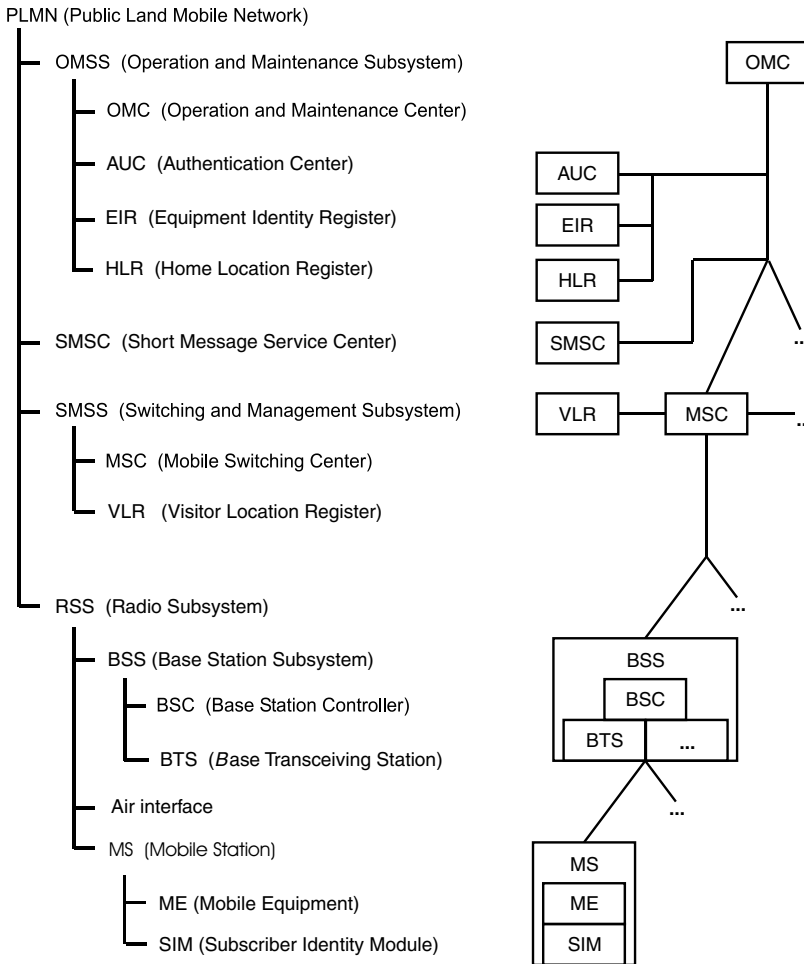 PLMN (Public Land Mobile Network)
OMSS (Operation and Maintenance Subsystem)
OMC (Operation and Maintenance Center)
AUC (Authentication Center)
EIR (Equipment Identity Register)
HLR (Home Location Register)
SMSC (Short Message Service Center)
SMSS (Switching and Management Subsystem)
MSC (Mobile Switching Center)
VLR (Visitor Location Register)
RSS (Radio Subsystem)
BSS (Base Station Subsystem)
BSC (Base Station Controller)
BTS (Base Transceiving Station)
Air interface
MS (Mobile Station)
ME (Mobile Equipment)
SIM (Subscriber Identity Module)
OMC
AUC
EIR
HLR
SMSC
...
VLR
MSC
...
...
BSS
BSC
BTS
...
...
MS
ME
SIM